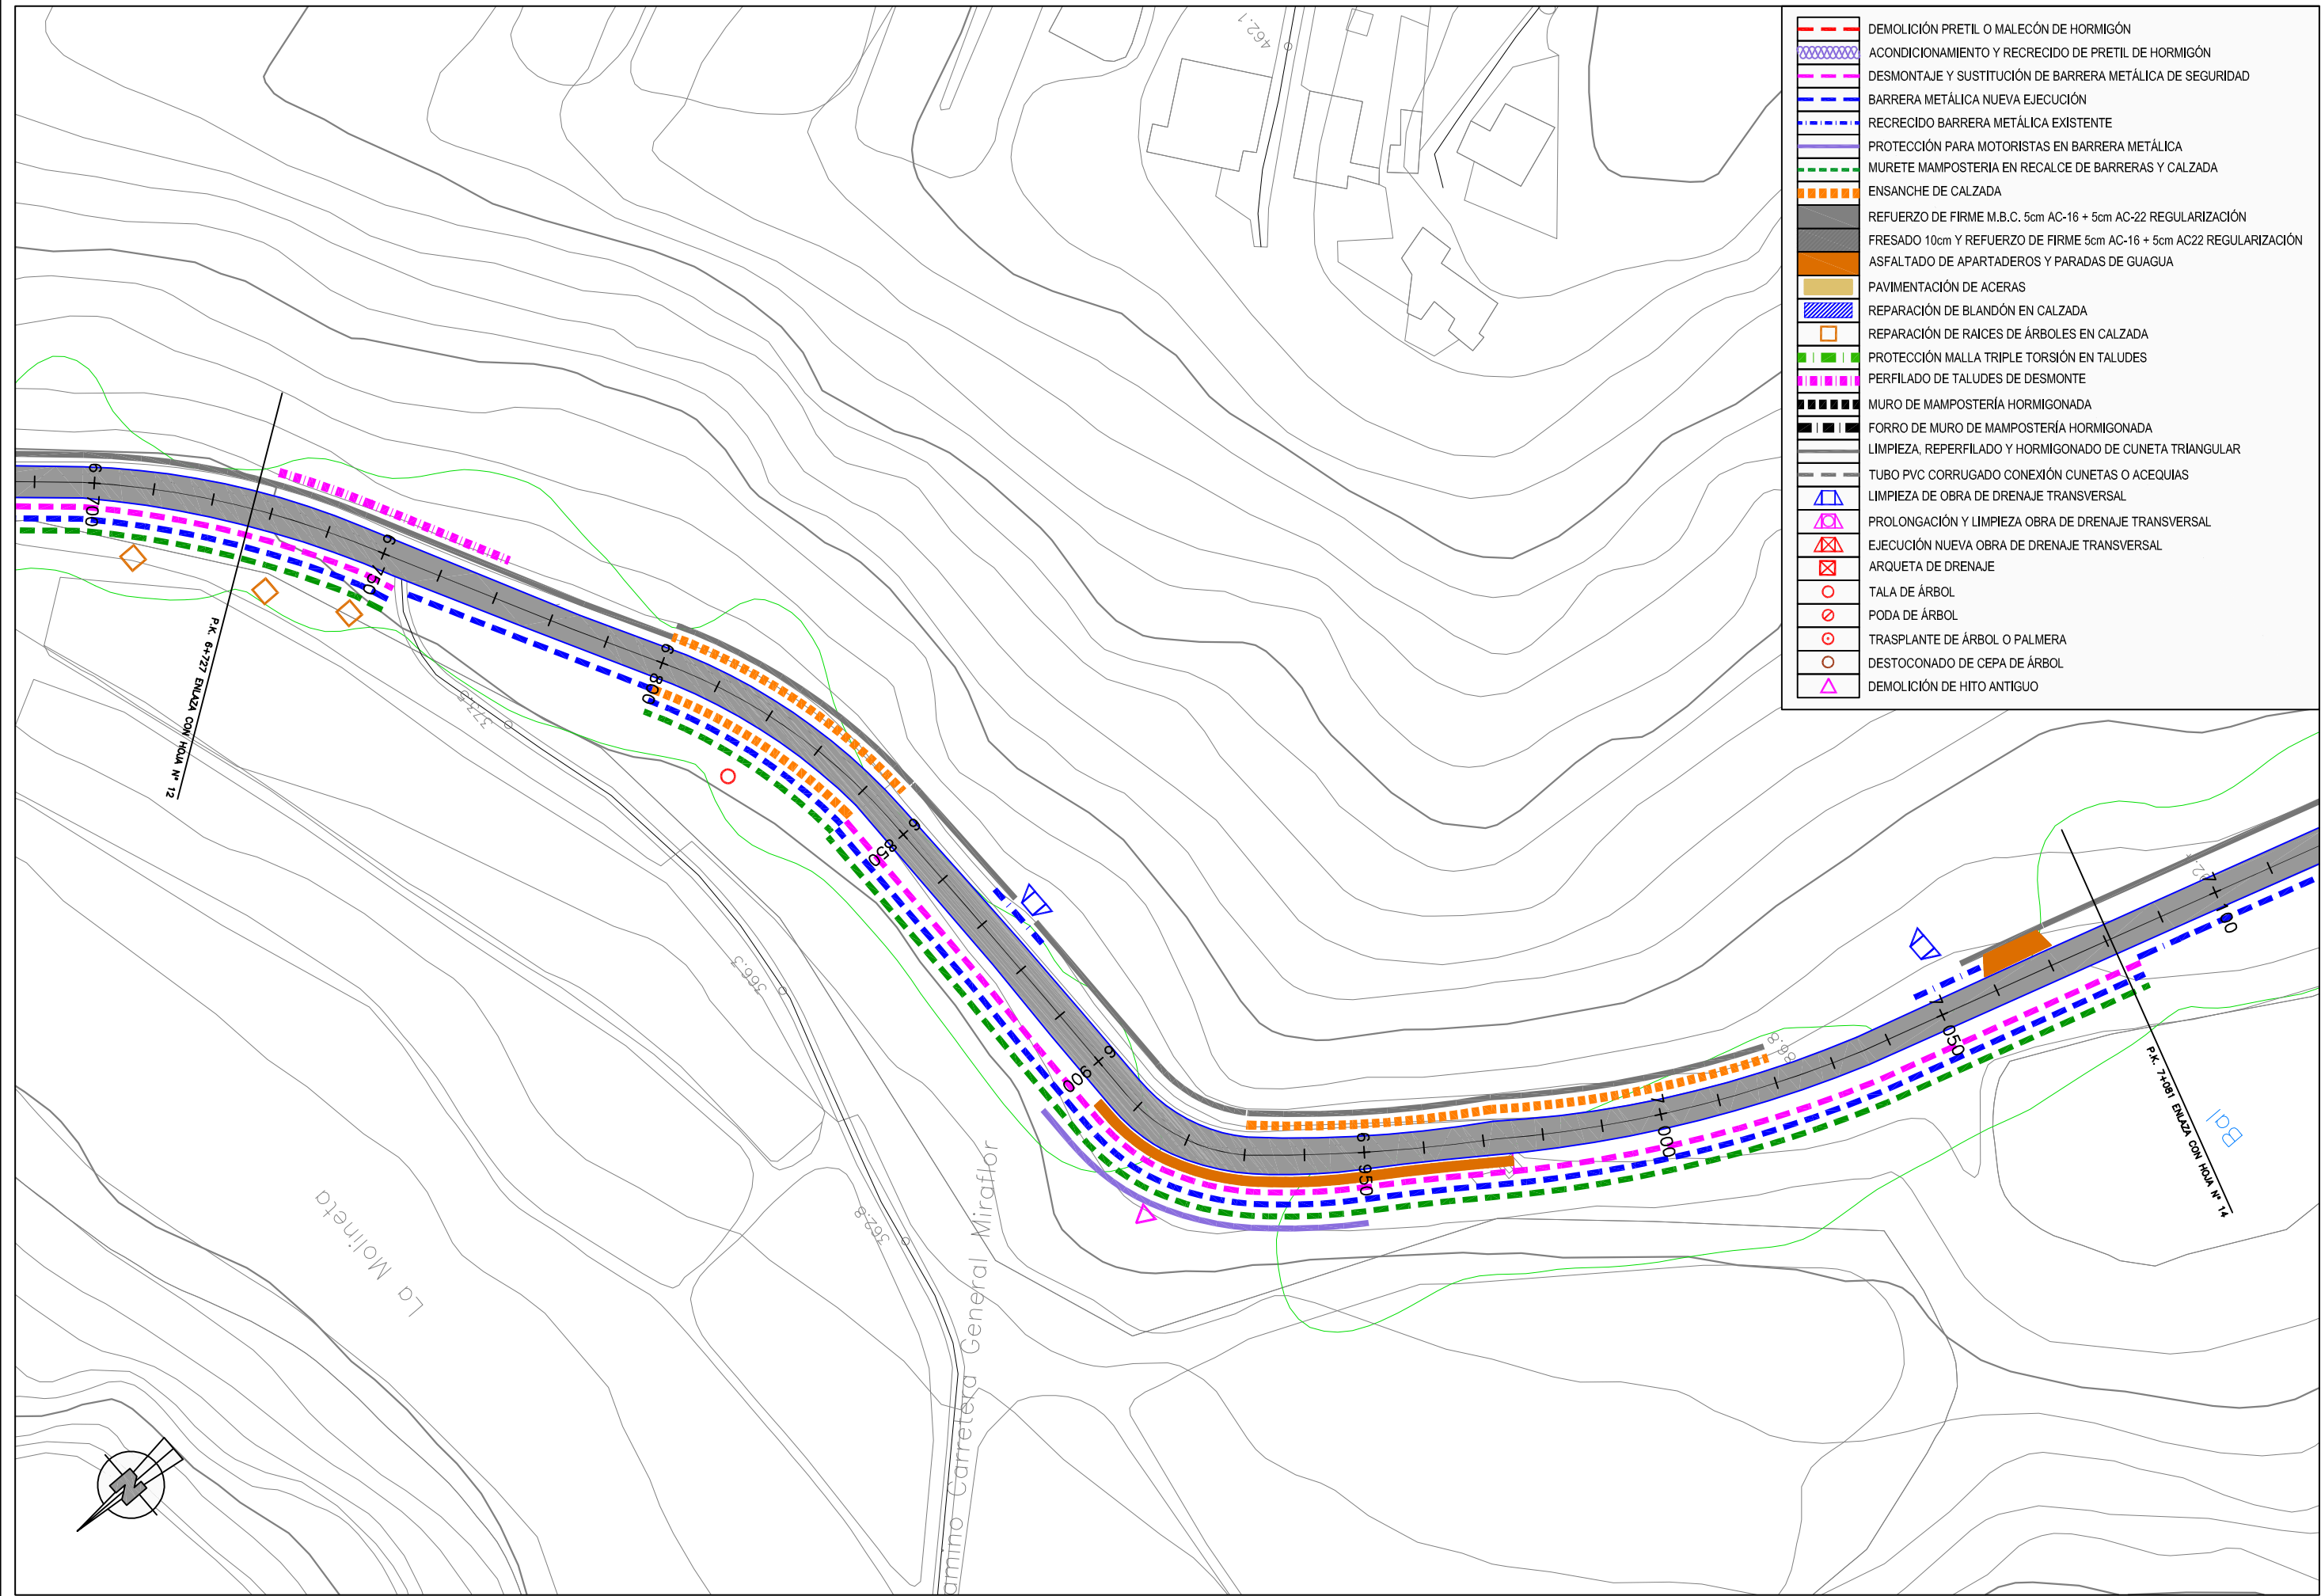 DEMOLICIÓN PRETIL O MALECÓN DE HORMIGÓN
ACONDICIONAMIENTO Y RECRECIDO DE PRETIL DE HORMIGÓN
DESMONTAJE Y SUSTITUCIÓN DE BARRERA METÁLICA DE SEGURIDAD
BARRERA METÁLICA NUEVA EJECUCIÓN
RECRECIDO BARRERA METÁLICA EXISTENTE
PROTECCIÓN PARA MOTORISTAS EN BARRERA METÁLICA
MURETE MAMPOSTERIA EN RECALCE DE BARRERAS Y CALZADA
ENSANCHE DE CALZADA
REFUERZO DE FIRME M.B.C. 5cm AC-16 + 5cm AC-22 REGULARIZACIÓN
FRESADO 10cm Y REFUERZO DE FIRME 5cm AC-16 + 5cm AC22 REGULARIZACIÓN
ASFALTADO DE APARTADEROS Y PARADAS DE GUAGUA
PAVIMENTACIÓN DE ACERAS
REPARACIÓN DE BLANDÓN EN CALZADA
REPARACIÓN DE RAICES DE ÁRBOLES EN CALZADA
PROTECCIÓN MALLA TRIPLE TORSIÓN EN TALUDES
PERFILADO DE TALUDES DE DESMONTE
MURO DE MAMPOSTERÍA HORMIGONADA
FORRO DE MURO DE MAMPOSTERÍA HORMIGONADA
LIMPIEZA, REPERFILADO Y HORMIGONADO DE CUNETA TRIANGULAR
TUBO PVC CORRUGADO CONEXIÓN CUNETAS O ACEQUIAS
LIMPIEZA DE OBRA DE DRENAJE TRANSVERSAL
PROLONGACIÓN Y LIMPIEZA OBRA DE DRENAJE TRANSVERSAL
EJECUCIÓN NUEVA OBRA DE DRENAJE TRANSVERSAL
ARQUETA DE DRENAJE
TALA DE ÁRBOL
PODA DE ÁRBOL
TRASPLANTE DE ÁRBOL O PALMERA
DESTOCONADO DE CEPA DE ÁRBOL
DEMOLICIÓN DE HITO ANTIGUO
462.1
6+700
P.K. 6+727 ENLAZA CON HOJA Nº 12
6+750
373.5
6+800
6+850
366.3
6+900
362.8
6+950
7+000
7+050
7+100
P.K. 7+081 ENLAZA CON HOJA Nº 14
Bal
La Molineta
amino Carretera General Miraflor